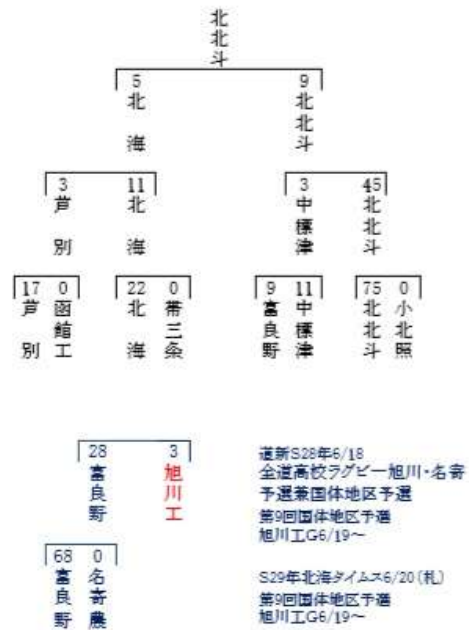 北北斗
5 9
北海 北北斗
3 11 3 45
芦別 北海 中標津 北北斗
17 0 22 0 9 11 75 0
芦別 函館工 北海 帯三条 富良野 中標津 北北斗 小北照
28 3
富良野 旭川工
道新S28年6/18
全道高校ラグビー旭川・名寄
予選兼国体地区予選
第9回国体地区予選
旭川工G6/19～
68 0
富良野 名寄農
S29年北海タイムス6/20(札)
第9回国体地区予選
旭川工G6/19～